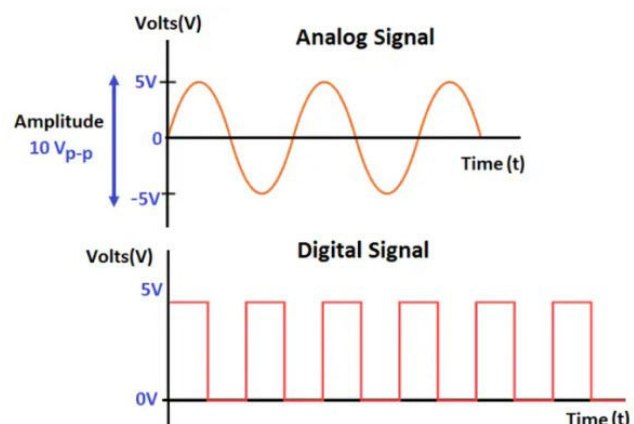 Volts(V)
Analog Signal
5V
Amplitude
10 Vp-p
0
Time (t)
-5V
Volts(V)
Digital Signal
5V
0V
Time (t)